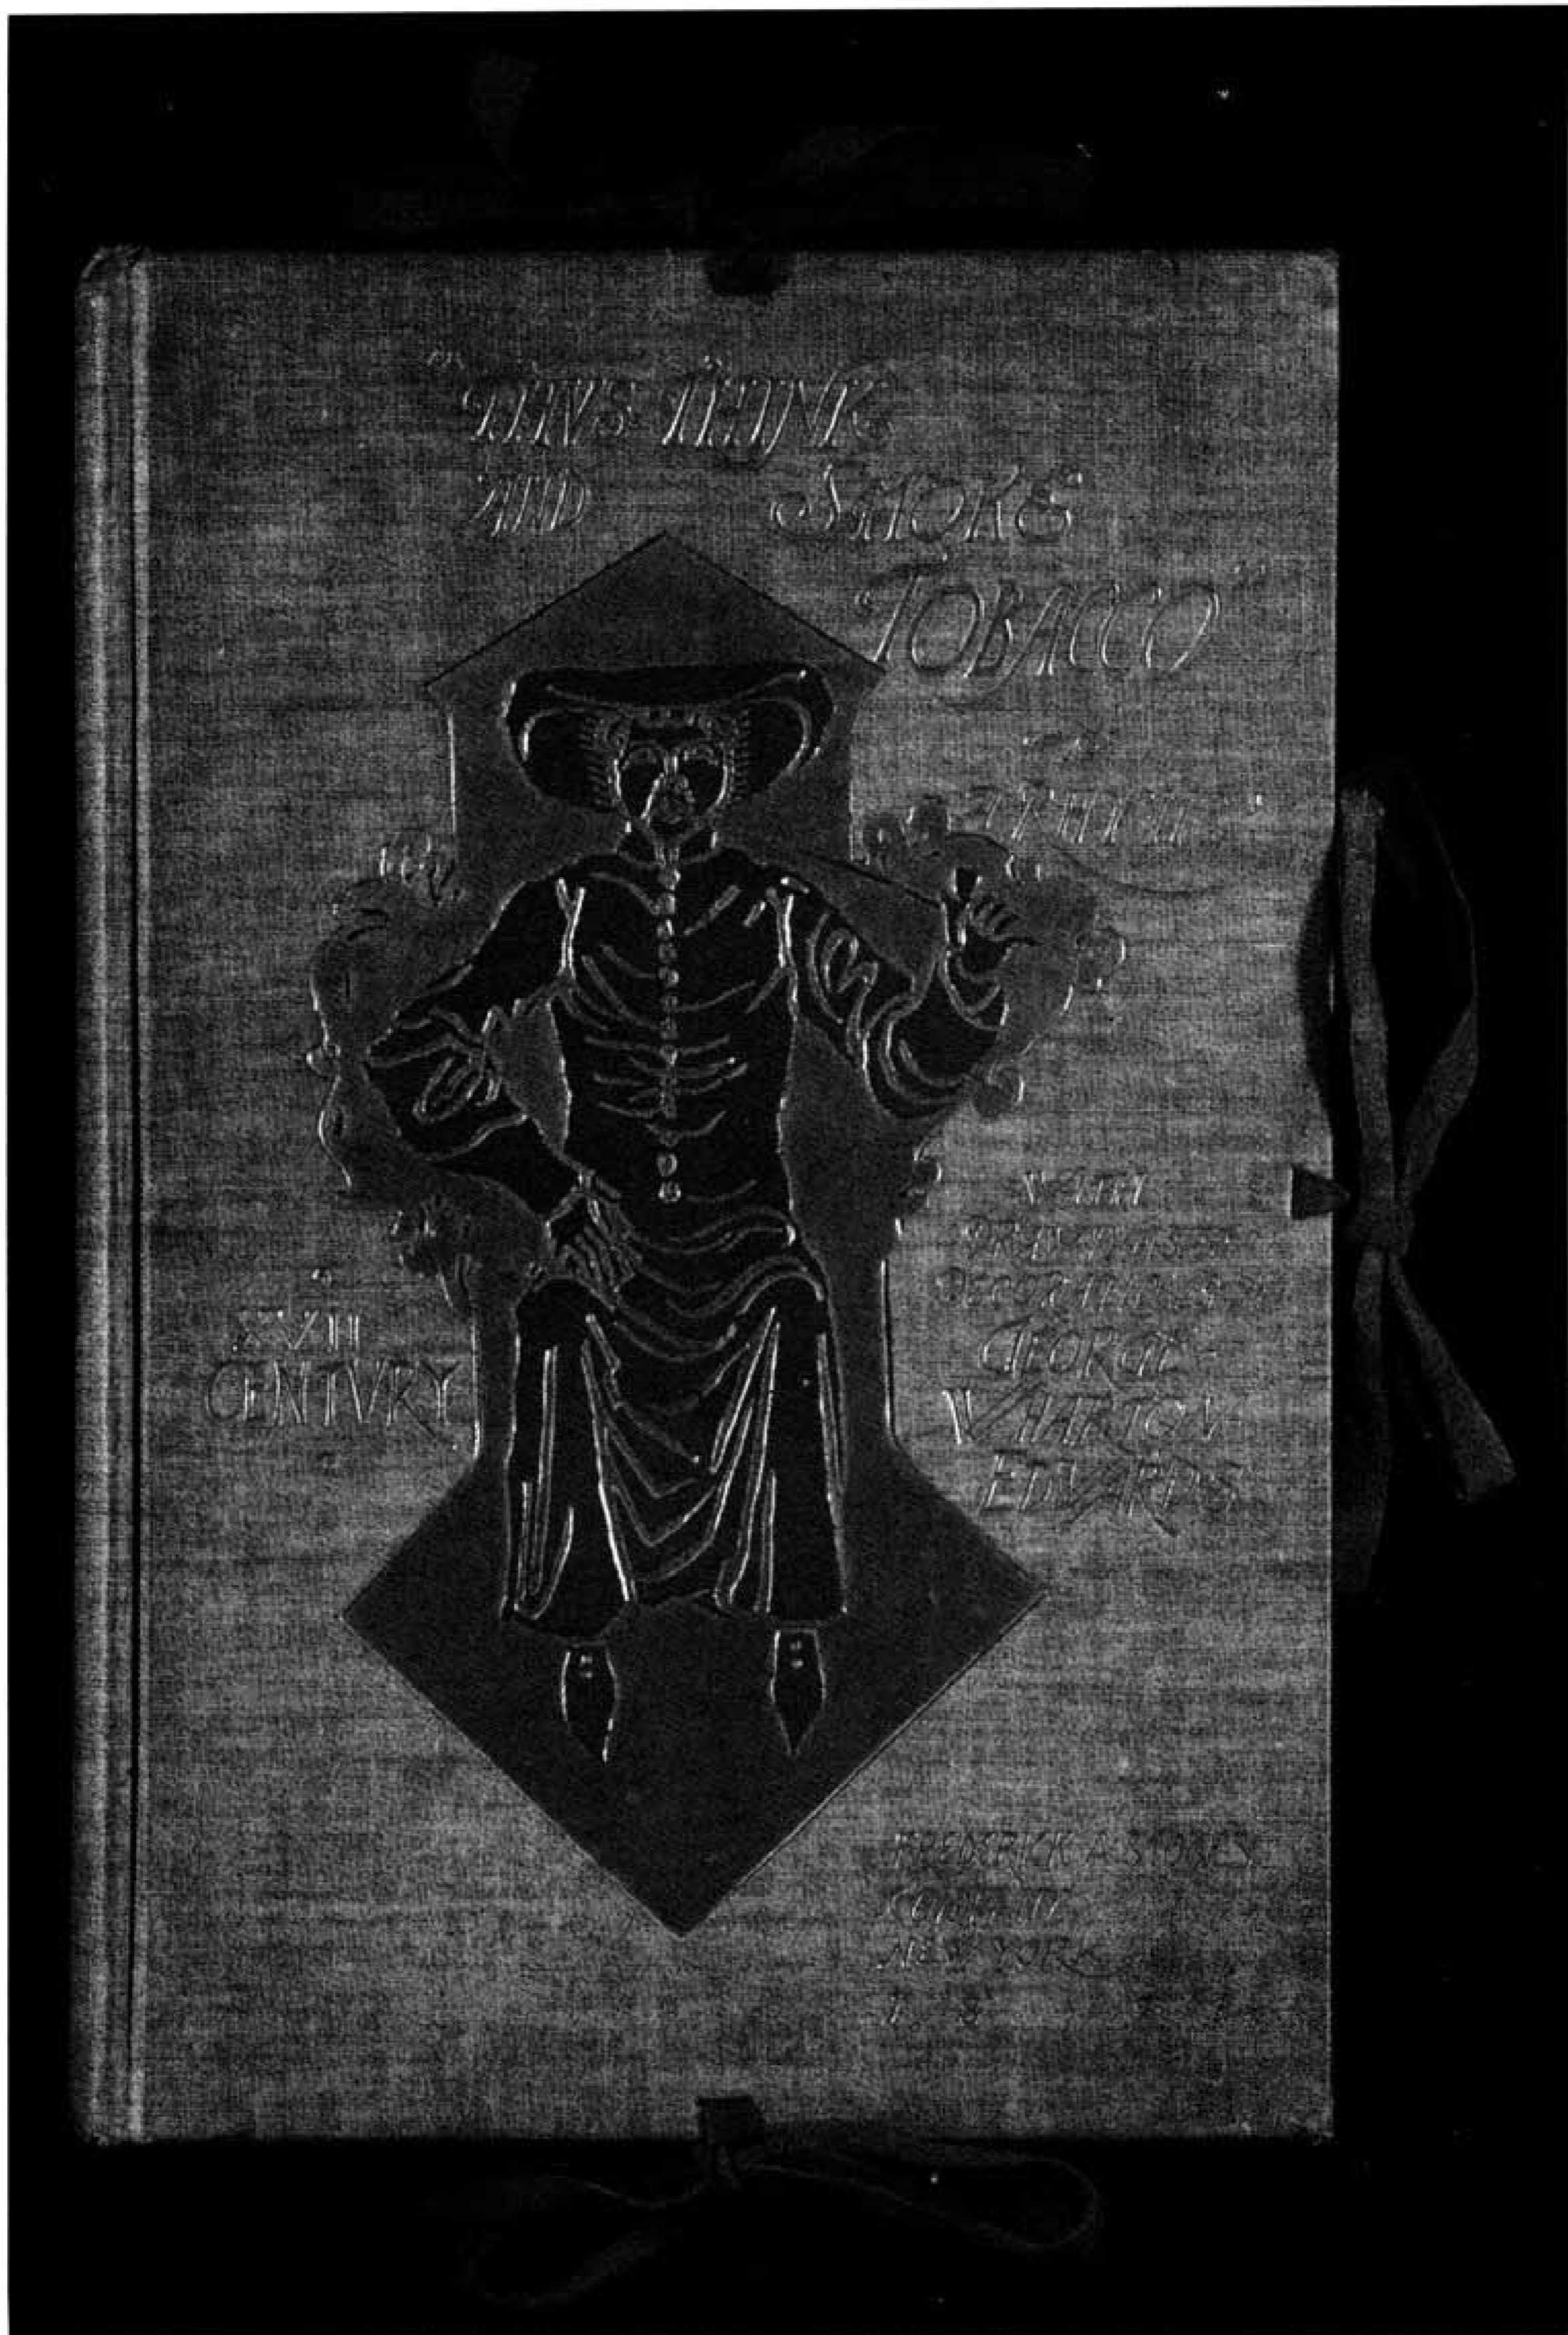 "THVS THINK
AND SMOKE
TOBACCO"
XVII
CENTVRY
WITH
GEORGE
WHARTON
EDWARDS
FREDERICK A STOKES
COMPANY
NEW YORK